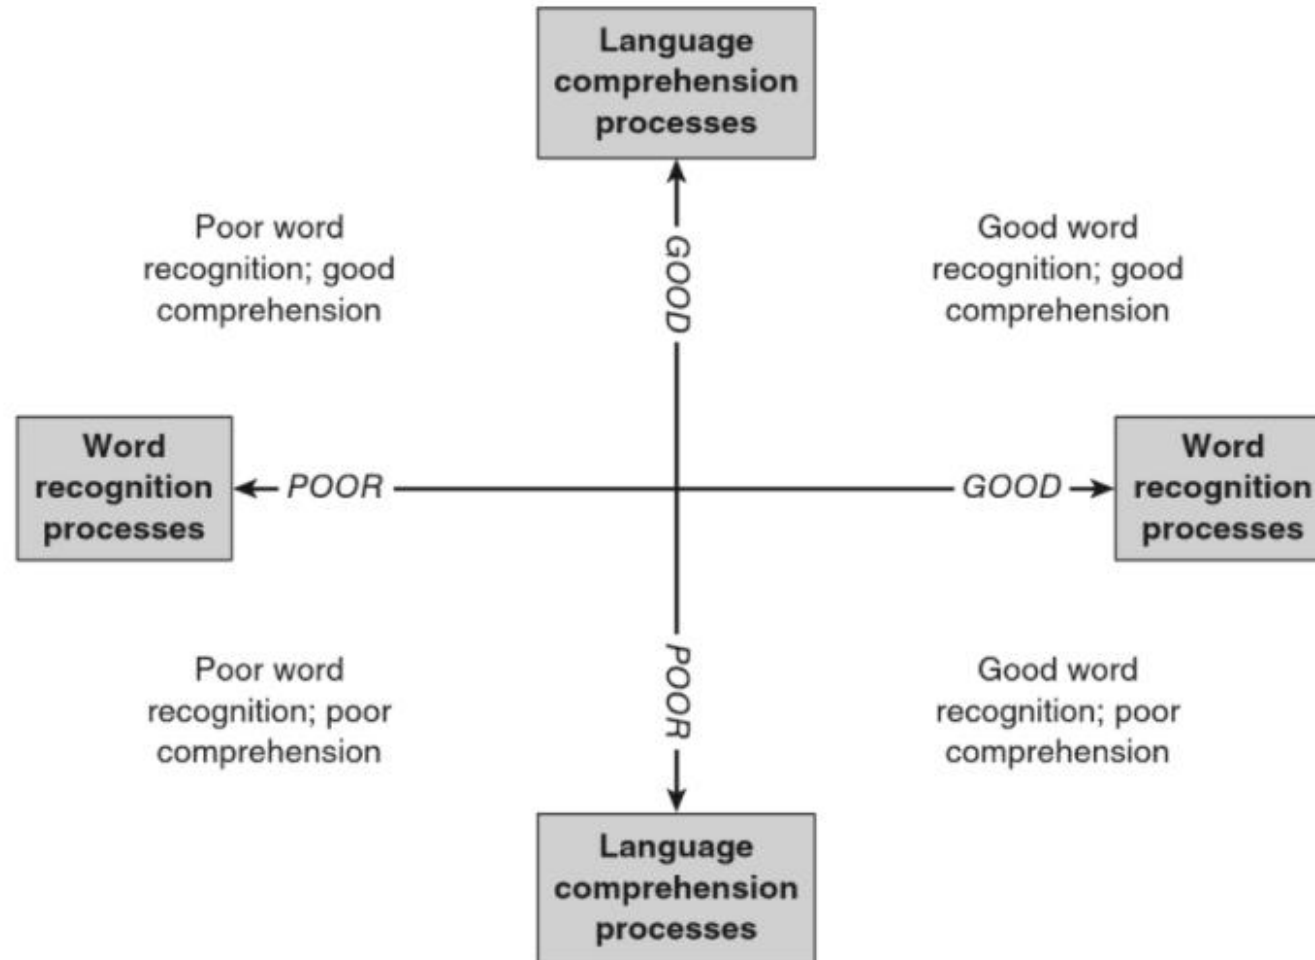 Language
comprehension
processes
Poor word
recognition; good
comprehension
GOOD
Good word
recognition; good
comprehension
Word
recognition
processes
POOR
GOOD
Word
recognition
processes
Poor word
recognition; poor
comprehension
POOR
Good word
recognition; poor
comprehension
Language
comprehension
processes